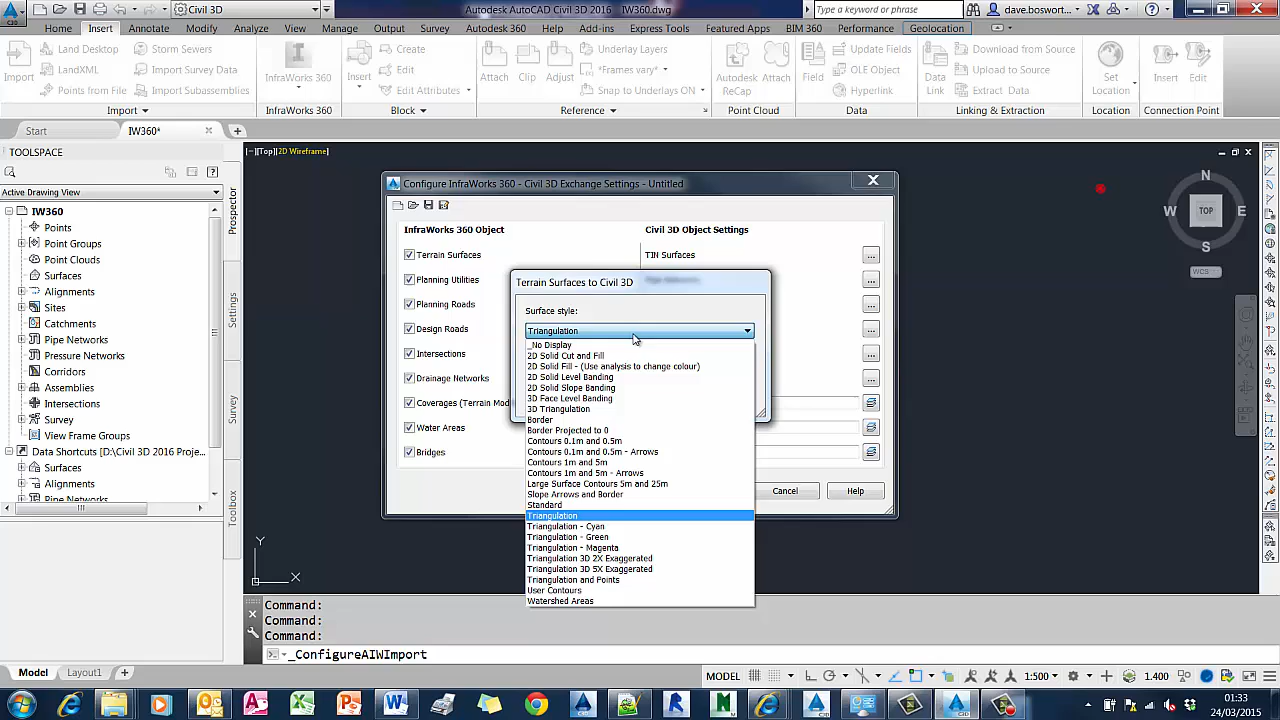 Civil 3D
Autodesk AutoCAD Civil 3D 2016 IW360.dwg
Type a keyword or phrase
dave.boswort...
Home Insert Annotate Modify Analyze View Manage Output Survey Autodesk 360 Help Add-ins Express Tools Featured Apps BIM 360 Performance Geolocation
Import
Land Desktop
LandXML
Points from File
Storm Sewers
Import Survey Data
Import Subassemblies
InfraWorks 360
Insert
Create
Edit
Edit Attributes
Attach
Clip
Adjust
Underlay Layers
*Frames vary*
Snap to Underlays ON
Autodesk ReCap
Attach
Field
Update Fields
OLE Object
Hyperlink
Data Link
Download from Source
Upload to Source
Extract Data
Set Location
Insert
Edit
Import
InfraWorks 360
Block
Reference
Point Cloud
Data
Linking & Extraction
Location
Connection Point
Start
IW360*
TOOLSPACE
Active Drawing View
IW360
Points
Point Groups
Point Clouds
Surfaces
Alignments
Sites
Catchments
Pipe Networks
Pressure Networks
Corridors
Assemblies
Intersections
Survey
View Frame Groups
Data Shortcuts [D:\Civil 3D 2016 Projec...
Surfaces
Alignments
Pipe Networks
Prospector
Settings
Survey
Toolbox
[−][Top][2D Wireframe]
N
W
TOP
E
S
WCS
Configure InfraWorks 360 - Civil 3D Exchange Settings - Untitled
InfraWorks 360 Object
Civil 3D Object Settings
Terrain Surfaces
TIN Surfaces
...
Planning Utilities
...
Planning Roads
...
Design Roads
...
Intersections
...
Drainage Networks
...
Coverages (Terrain Mod
Water Areas
Bridges
Cancel
Help
Terrain Surfaces to Civil 3D
Surface style:
Triangulation
_No Display
2D Solid Cut and Fill
2D Solid Fill - (Use analysis to change colour)
2D Solid Level Banding
2D Solid Slope Banding
3D Face Level Banding
3D Triangulation
Border
Border Projected to 0
Contours 0.1m and 0.5m
Contours 0.1m and 0.5m - Arrows
Contours 1m and 5m
Contours 1m and 5m - Arrows
Large Surface Contours 5m and 25m
Slope Arrows and Border
Standard
Triangulation
Triangulation - Cyan
Triangulation - Green
Triangulation - Magenta
Triangulation 3D 2X Exaggerated
Triangulation 3D 5X Exaggerated
Triangulation and Points
User Contours
Watershed Areas
Y
X
Command:
Command:
Command:
_ConfigureAIWImport
Model
Layout1
MODEL
1:500
1.400
01:33
24/03/2015